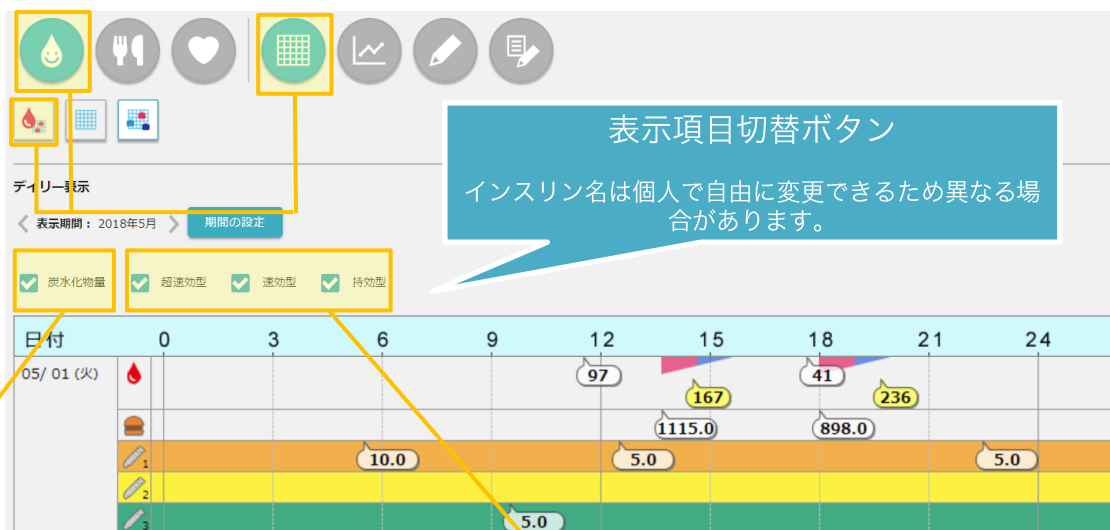 表示項目切替ボタン
インスリン名は個人で自由に変更できるため異なる場
合があります。
デイリー表示
表示期間： 2018年5月
期間の設定
炭水化物量 超速効型 速効型 持効型
日付 0 3 6 9 12 15 18 21 24
05/ 01 (火) 97 41
167 236
1115.0 898.0
1 10.0 5.0 5.0
2
3 5.0